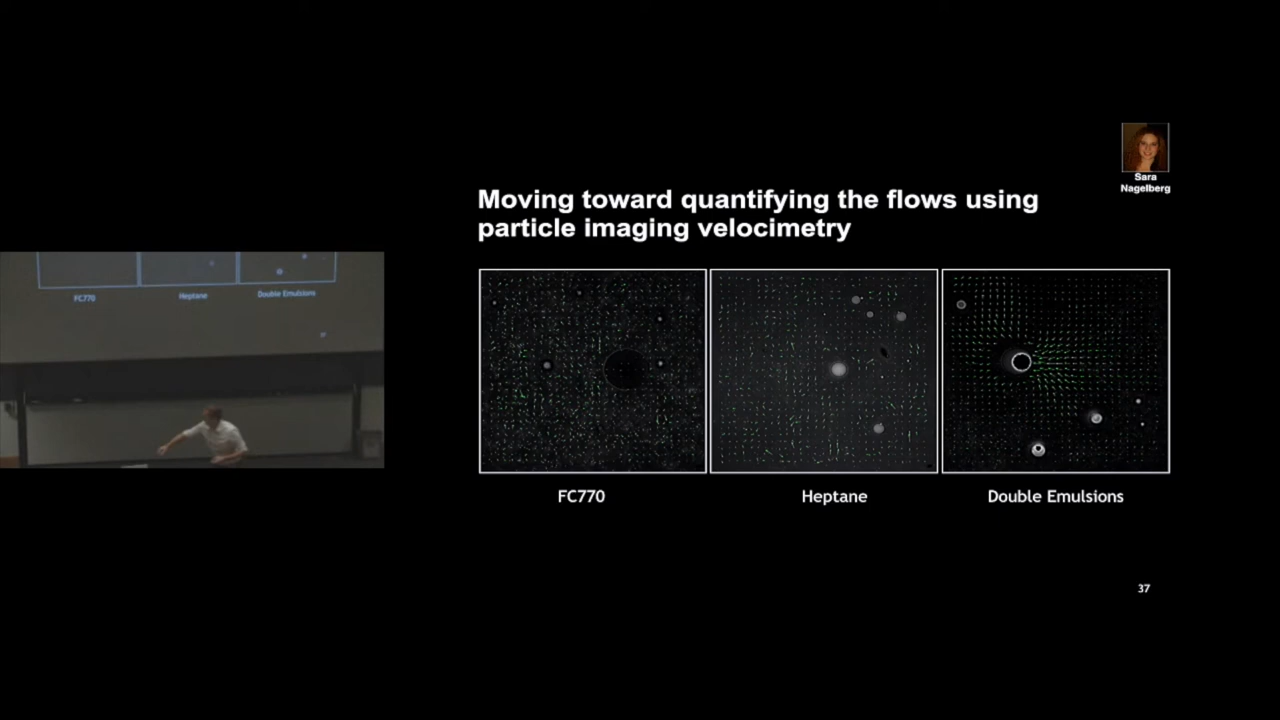 Sara
Nagelberg
Moving toward quantifying the flows using
particle imaging velocimetry
FC770
Heptane
Double Emulsions
FC770
Heptane
Double Emulsions
37